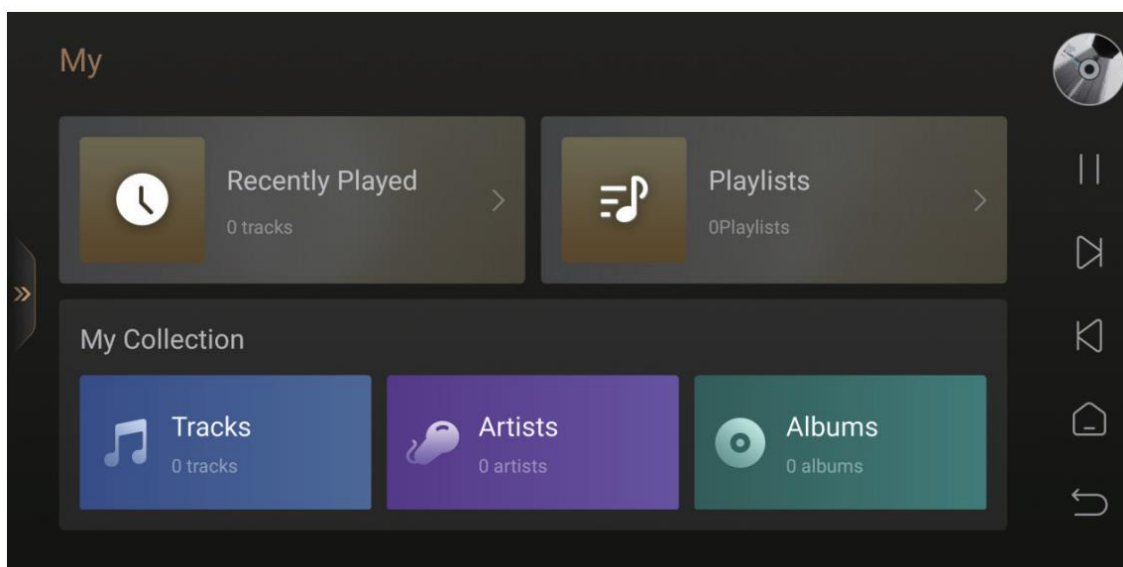 My
Recently Played
0 tracks
Playlists
0Playlists
My Collection
Tracks
0 tracks
Artists
0 artists
Albums
0 albums